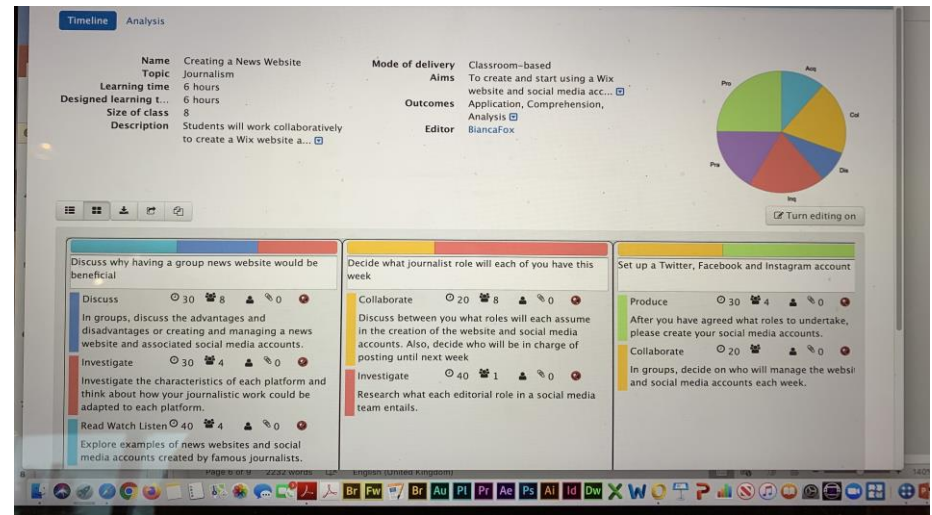 Timeline Analysis
Name Creating a News Website
Topic Journalism
Learning time 6 hours
Designed learning t... 6 hours
Size of class 8
Description Students will work collaboratively
to create a Wix website a...
Mode of delivery Classroom-based
Aims To create and start using a Wix
website and social media acc...
Outcomes Application, Comprehension,
Analysis
Editor BiancaFox
Acq
Pro
Col
Dis
Pra
Inq
Turn editing on
Discuss why having a group news website would be
beneficial
Discuss 30 8 0
In groups, discuss the advantages and
disadvantages or creating and managing a news
website and associated social media accounts.
Investigate 30 4 0
Investigate the characteristics of each platform and
think about how your journalistic work could be
adapted to each platform.
Read Watch Listen 40 4 0
Explore examples of news websites and social
media accounts created by famous journalists.
Decide what journalist role will each of you have this
week
Collaborate 20 8 0
Discuss between you what roles will each assume
in the creation of the website and social media
accounts. Also, decide who will be in charge of
posting until next week
Investigate 40 1 0
Research what each editorial role in a social media
team entails.
Set up a Twitter, Facebook and Instagram account
Produce 30 4 0
After you have agreed what roles to undertake,
please create your social media accounts.
Collaborate 20 0
In groups, decide on who will manage the websi
and social media accounts each week.
Page 6 of 9 2232 words English (United Kingdom) 140
Br Fw Br Au Pl Pr Ae Ps Ai Id Dw